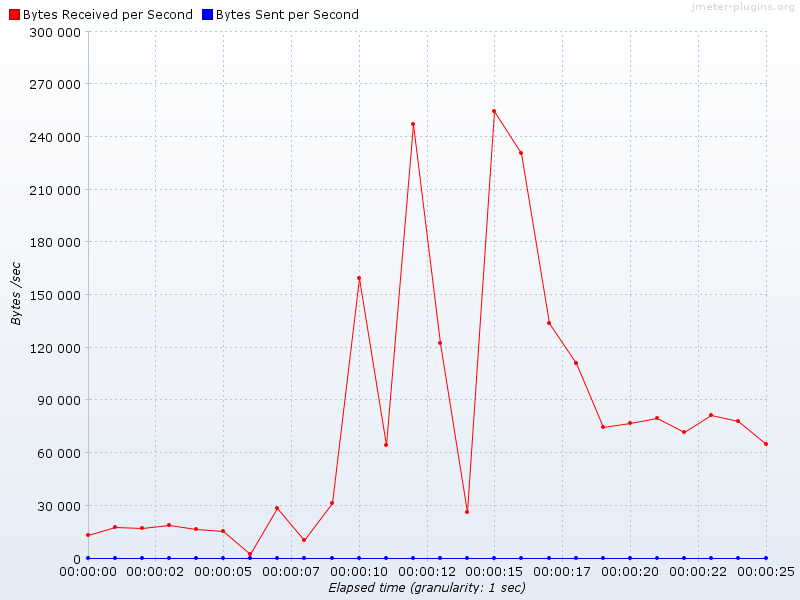 jmeter-plugins.org
Bytes Received per Second Bytes Sent per Second
300 000
270 000
240 000
210 000
180 000
150 000
120 000
90 000
60 000
30 000
0
Bytes /sec
00:00:00 00:00:02 00:00:05 00:00:07 00:00:10 00:00:12 00:00:15 00:00:17 00:00:20 00:00:22 00:00:25
Elapsed time (granularity: 1 sec)